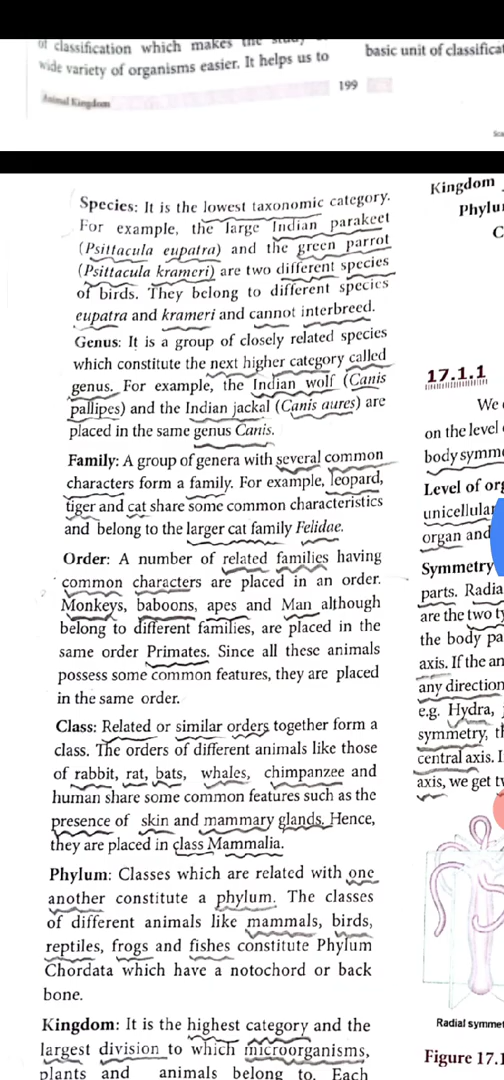 of classification which makes the study of
wide variety of organisms easier. It helps us to
Animal Kingdom
199
basic unit of classifica
Species: It is the lowest taxonomic category.
For example, the large Indian parakeet
(Psittacula eupatra) and the green parrot
(Psittacula krameri) are two different species
of birds. They belong to different species
eupatra and krameri and cannot interbreed.
Genus: It is a group of closely related species
which constitute the next higher category called
genus. For example, the Indian wolf (Canis
pallipes) and the Indian jackal (Canis aures) are
placed in the same genus Canis.
Family: A group of genera with several common
characters form a family. For example, leopard,
tiger and cat share some common characteristics
and belong to the larger cat family Felidae.
Order: A number of related families having
common characters are placed in an order.
Monkeys, baboons, apes and Man although
belong to different families, are placed in the
same order Primates. Since all these animals
possess some common features, they are placed
in the same order.
Class: Related or similar orders together form a
class. The orders of different animals like those
of rabbit, rat, bats, whales, chimpanzee and
human share some common features such as the
presence of skin and mammary glands. Hence,
they are placed in class Mammalia.
Phylum: Classes which are related with one
another constitute a phylum. The classes
of different animals like mammals, birds,
reptiles, frogs and fishes constitute Phylum
Chordata which have a notochord or back
bone.
Kingdom: It is the highest category and the
largest division to which microorganisms,
plants and animals belong to. Each
Kingdom
Phylu
C
17.1.1
We
on the level
body symm
Level of org
unicellular
organ and
Symmetry
parts. Radia
are the two ty
the body pa
axis. If the an
any direction
e.g. Hydra,
symmetry, th
central axis. I
axis, we get tw
Radial symmet
Figure 17.1